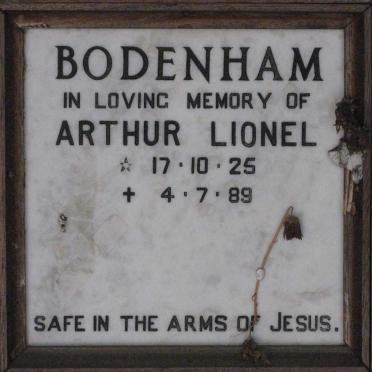 BODENHAM
IN LOVING MEMORY OF
ARTHUR LIONEL
☆ 17·10·25
✝ 4·7·89
SAFE IN THE ARMS OF JESUS.